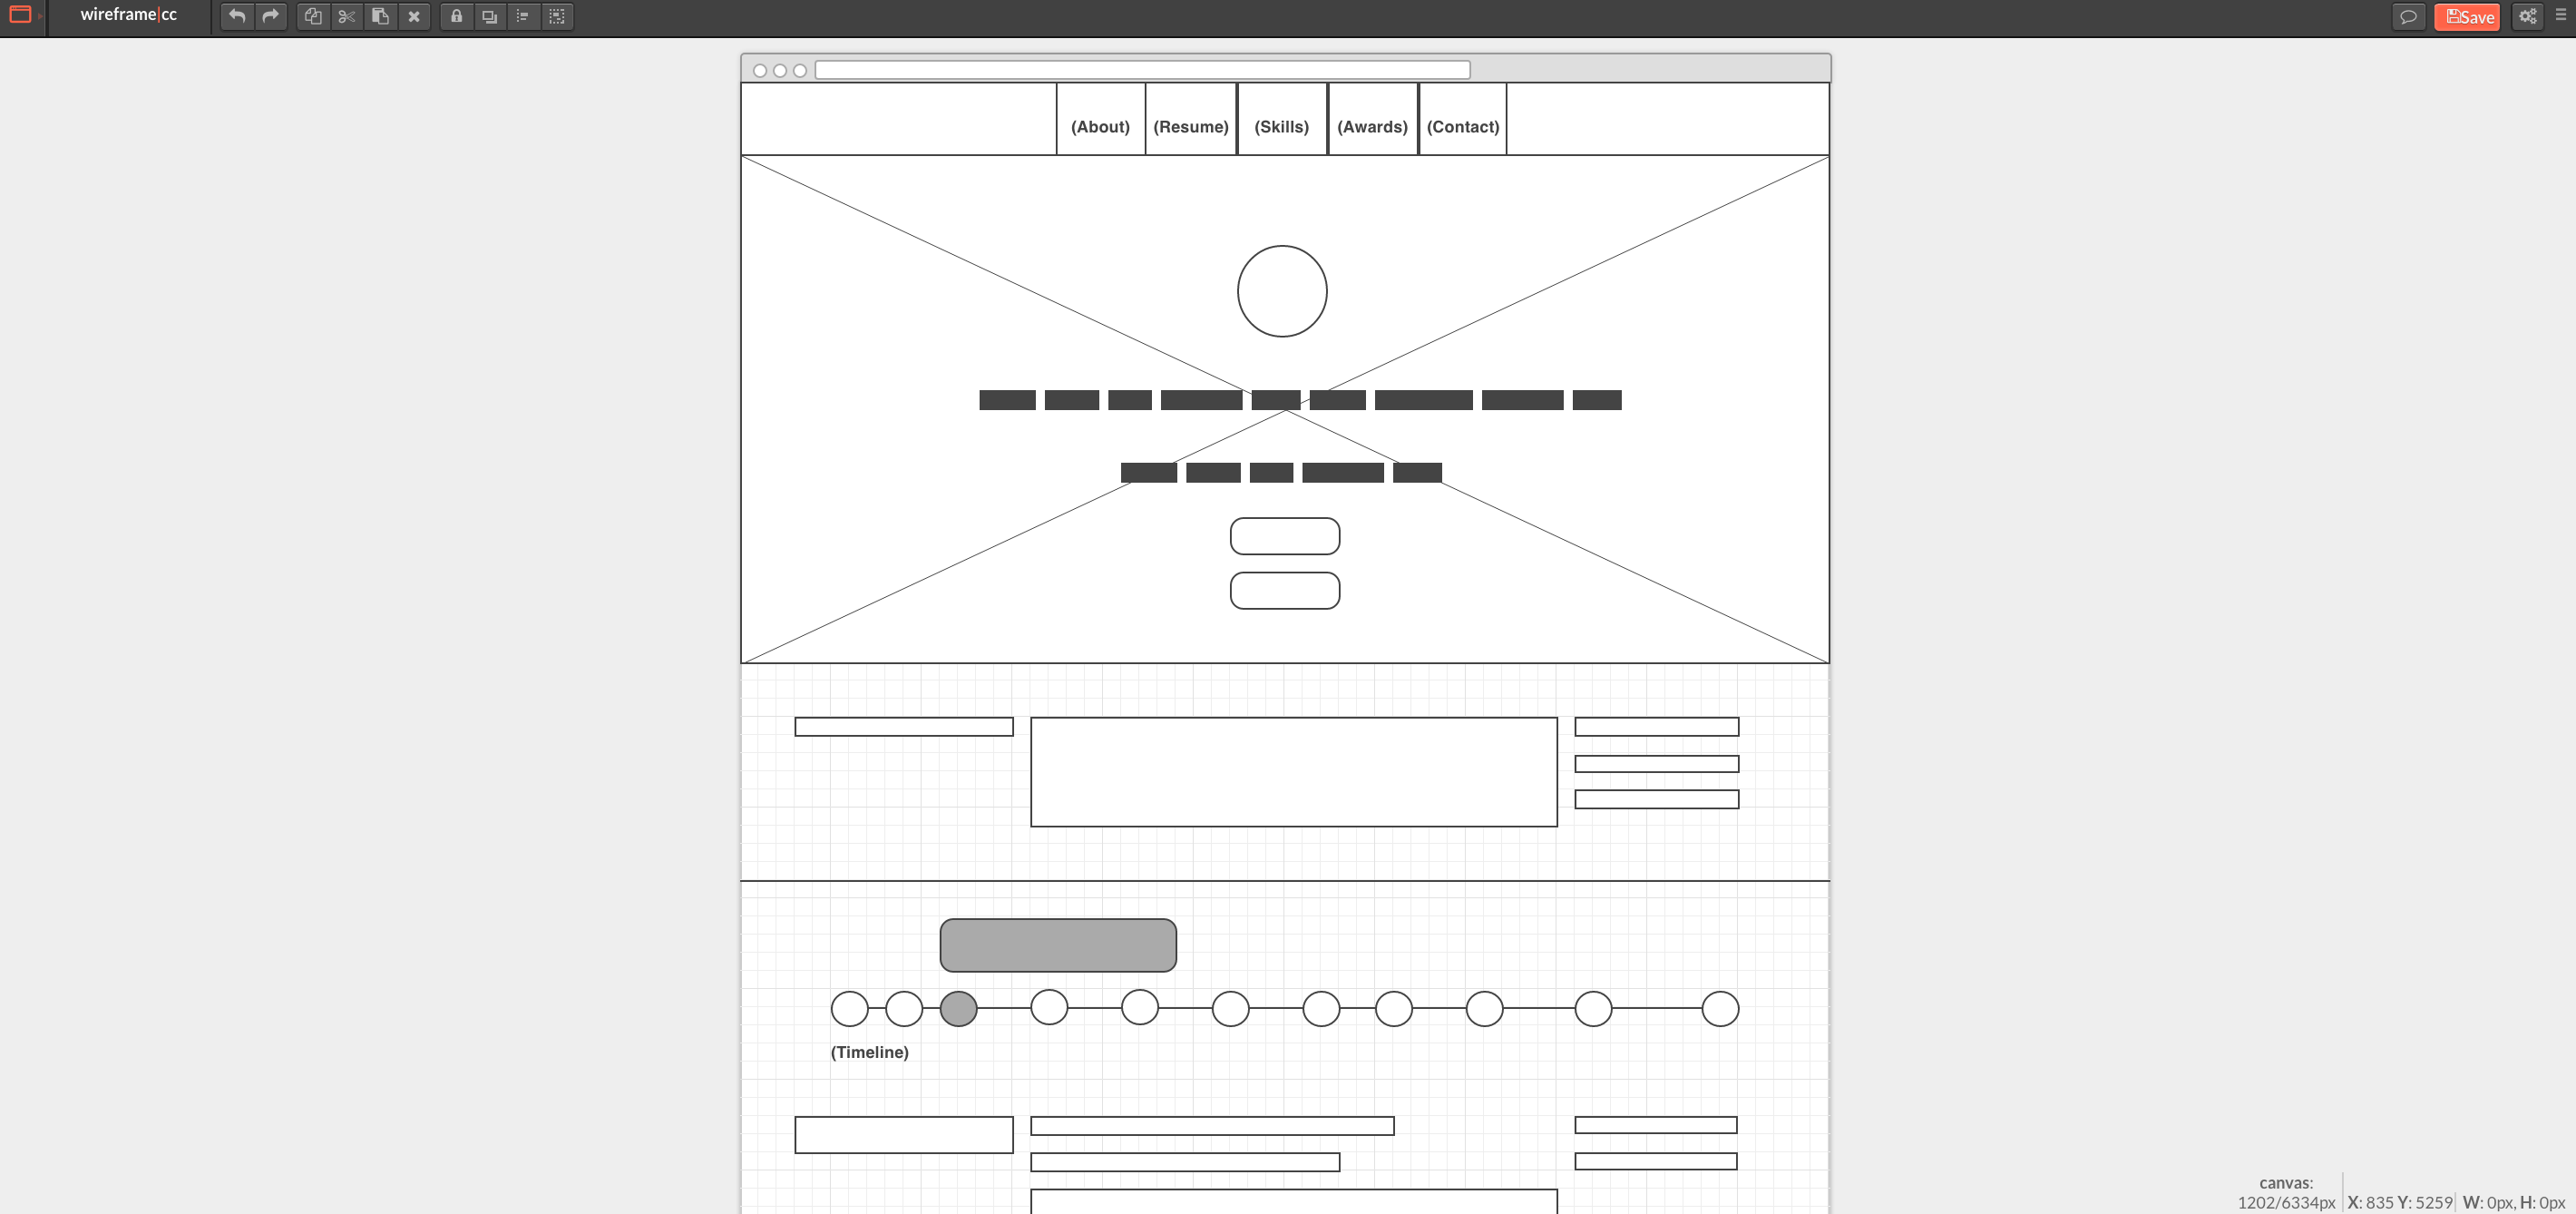 wireframe|cc
Save
(About) (Resume) (Skills) (Awards) (Contact)
(Timeline)
canvas:
1202/6334px X: 835 Y: 5259 W: 0px, H: 0px